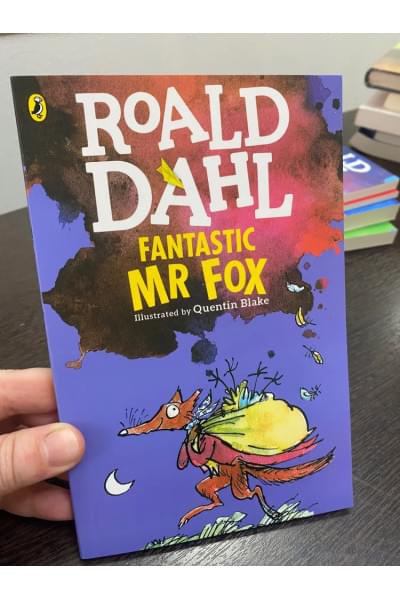 ROALD
DAHL
FANTASTIC
MR FOX
Illustrated by Quentin Blake